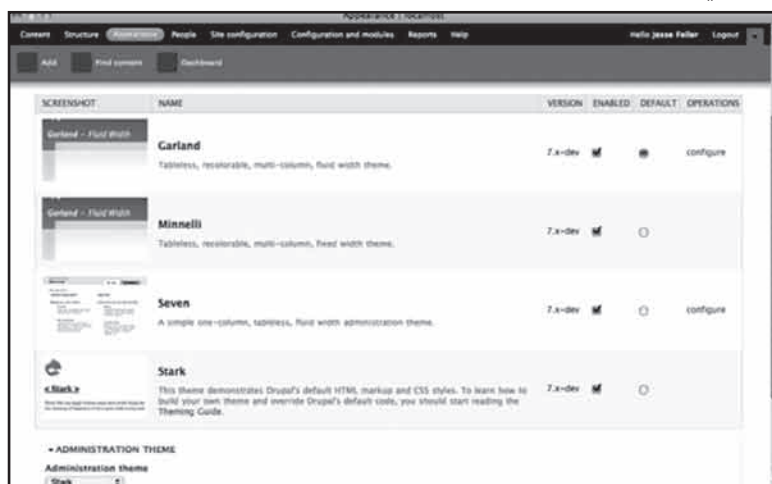 Appearance | localhost
Content Structure Appearance People Site configuration Configuration and modules Reports Help Hello Jesse Feiler Logout
Add Find content Dashboard
SCREENSHOT NAME VERSION ENABLED DEFAULT OPERATIONS
Garland - Fluid Width
Garland
Tableless, recolorable, multi-column, fluid width theme.
7.x-dev configure
Garland - Fluid Width
Minnelli
Tableless, recolorable, multi-column, fixed width theme.
7.x-dev
Seven
A simple one-column, tableless, fluid width administration theme.
7.x-dev configure
< Stark >
Stark
This theme demonstrates Drupal's default HTML markup and CSS styles. To learn how to
build your own theme and override Drupal's default code, you should start reading the
Theming Guide.
7.x-dev
ADMINISTRATION THEME
Administration theme
Stark